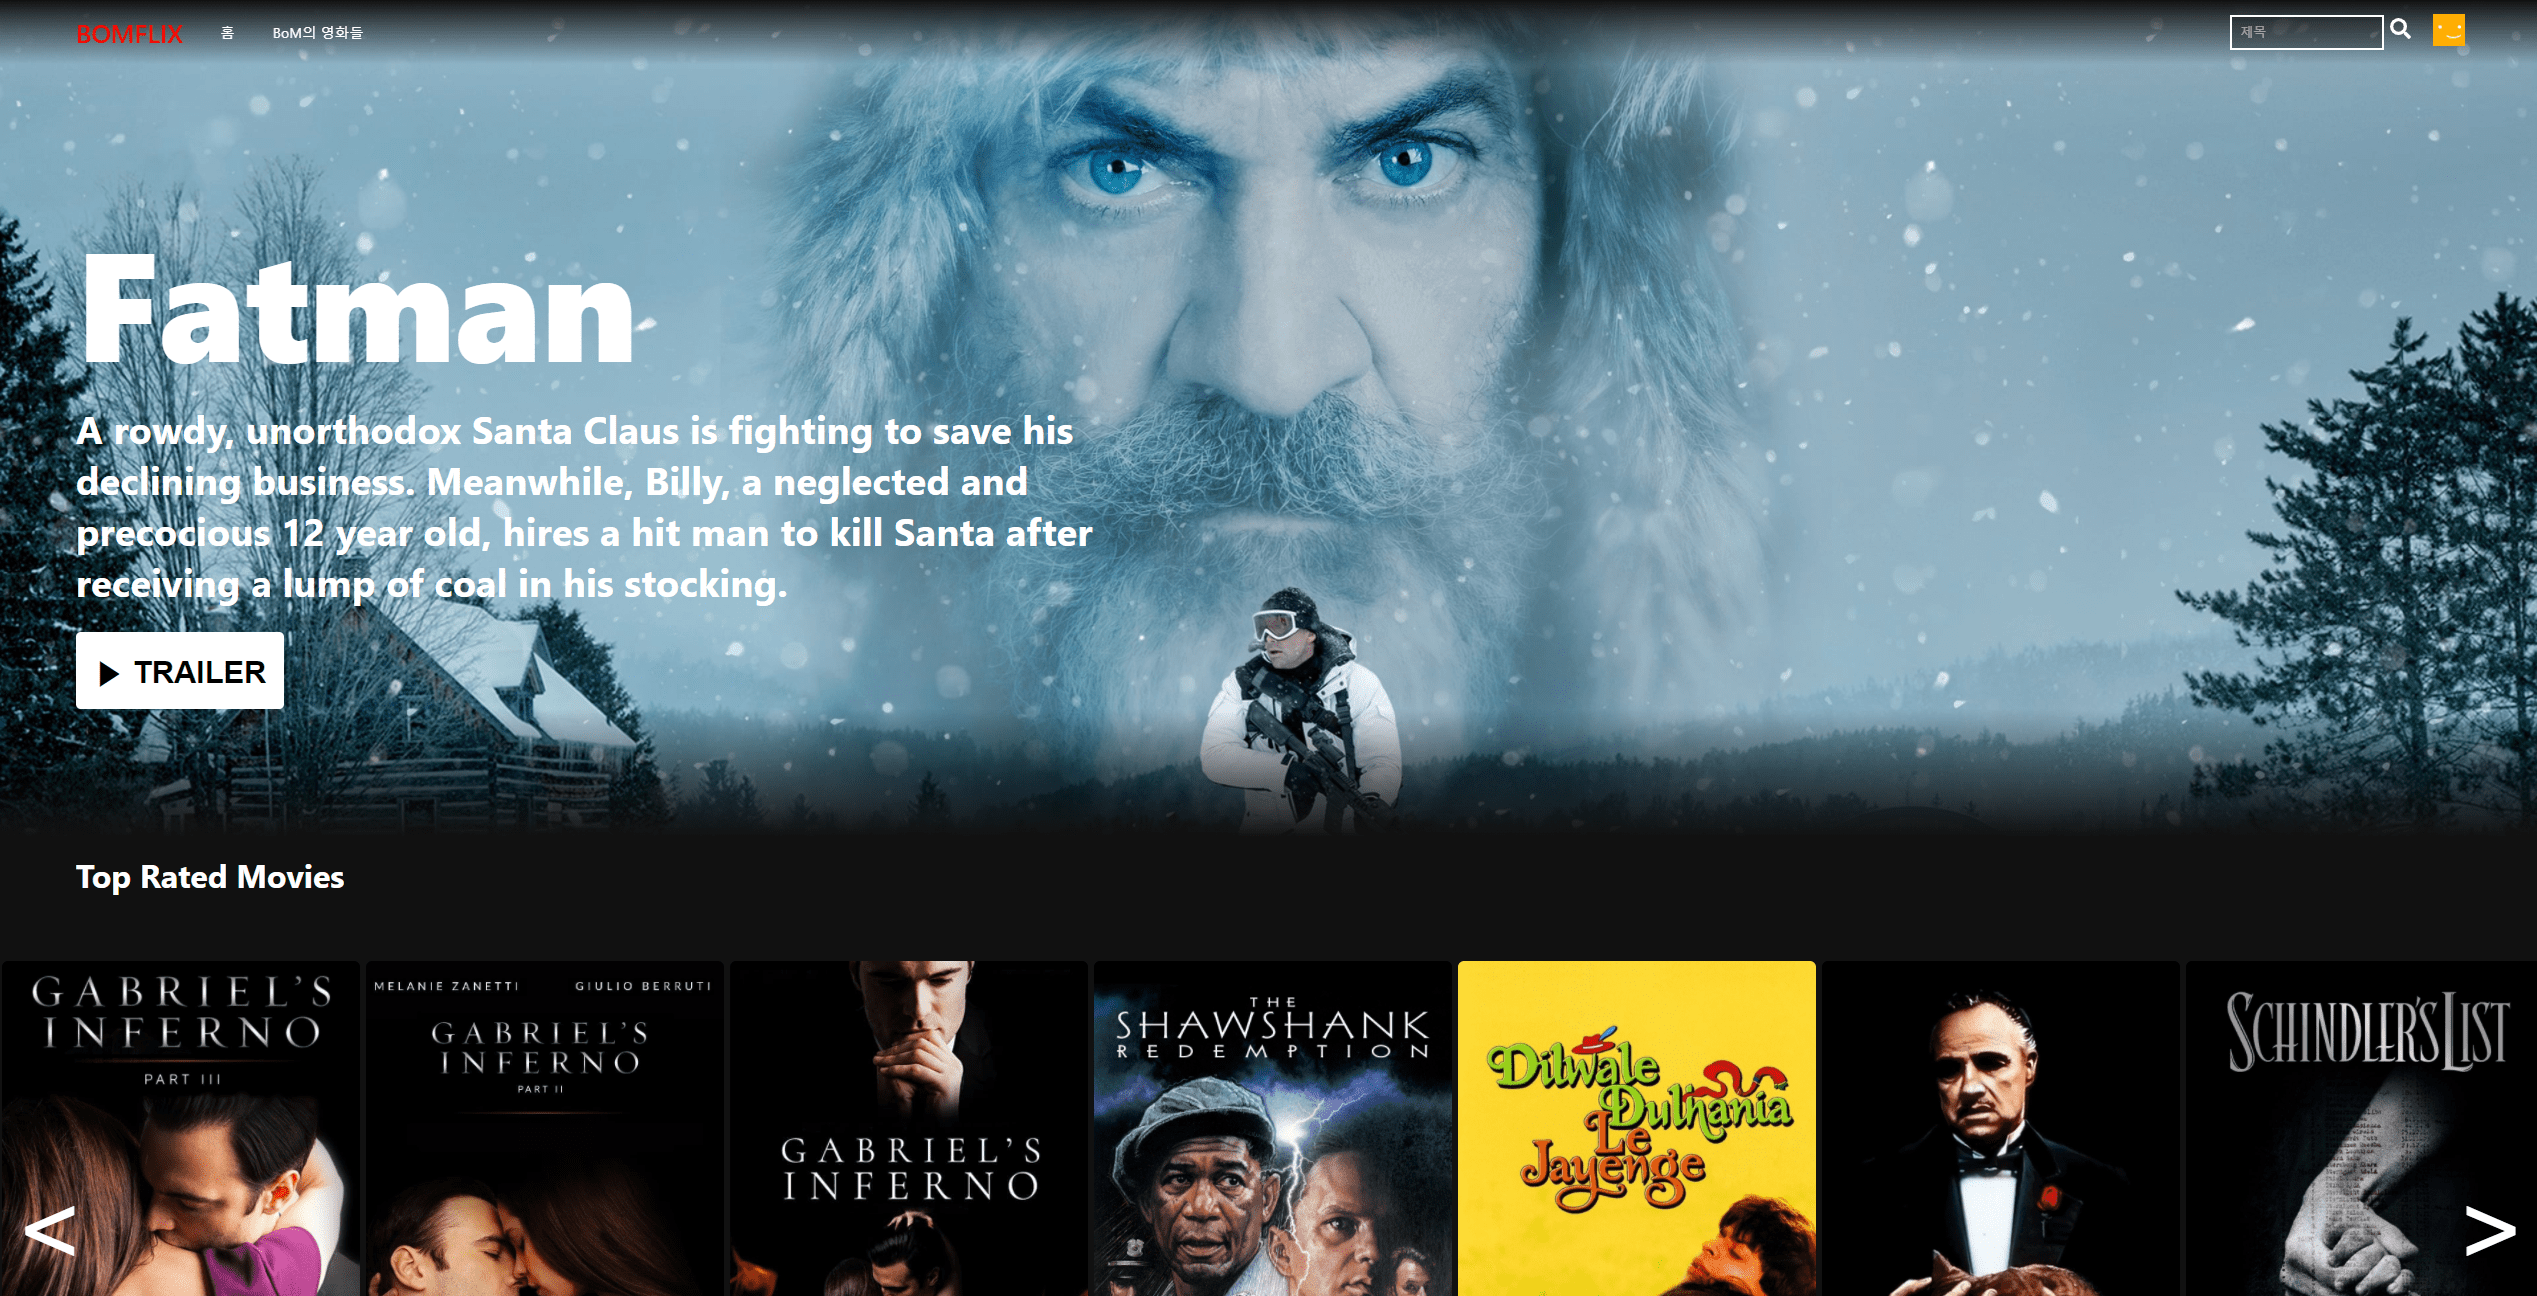 BOMFLIX
홈
BoM의 영화들
제목
Fatman
A rowdy, unorthodox Santa Claus is fighting to save his
declining business. Meanwhile, Billy, a neglected and
precocious 12 year old, hires a hit man to kill Santa after
receiving a lump of coal in his stocking.
TRAILER
Top Rated Movies
GABRIEL'S
INFERNO
PART III
MELANIE ZANETTI
GIULIO BERRUTI
GABRIEL'S
INFERNO
PART II
GABRIEL'S
INFERNO
THE
SHAWSHANK
REDEMPTION
Dilwale
Dulhania
Le
Jayenge
SCHINDLER'S LIST
<
>